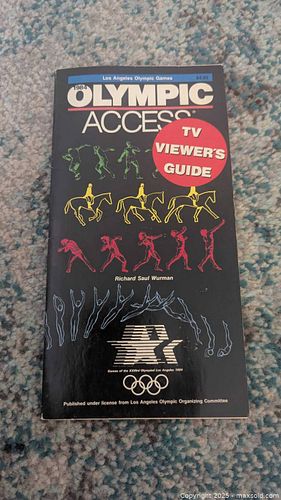 Los Angeles Olympic Games
$4.95
1984
OLYMPIC
ACCESS
TV
VIEWER'S
GUIDE
Richard Saul Wurman
Games of the XXIIIrd Olympiad Los Angeles 1984
Published under license from Los Angeles Olympic Organizing Committee
Copyright © 2025 - maxsold.com